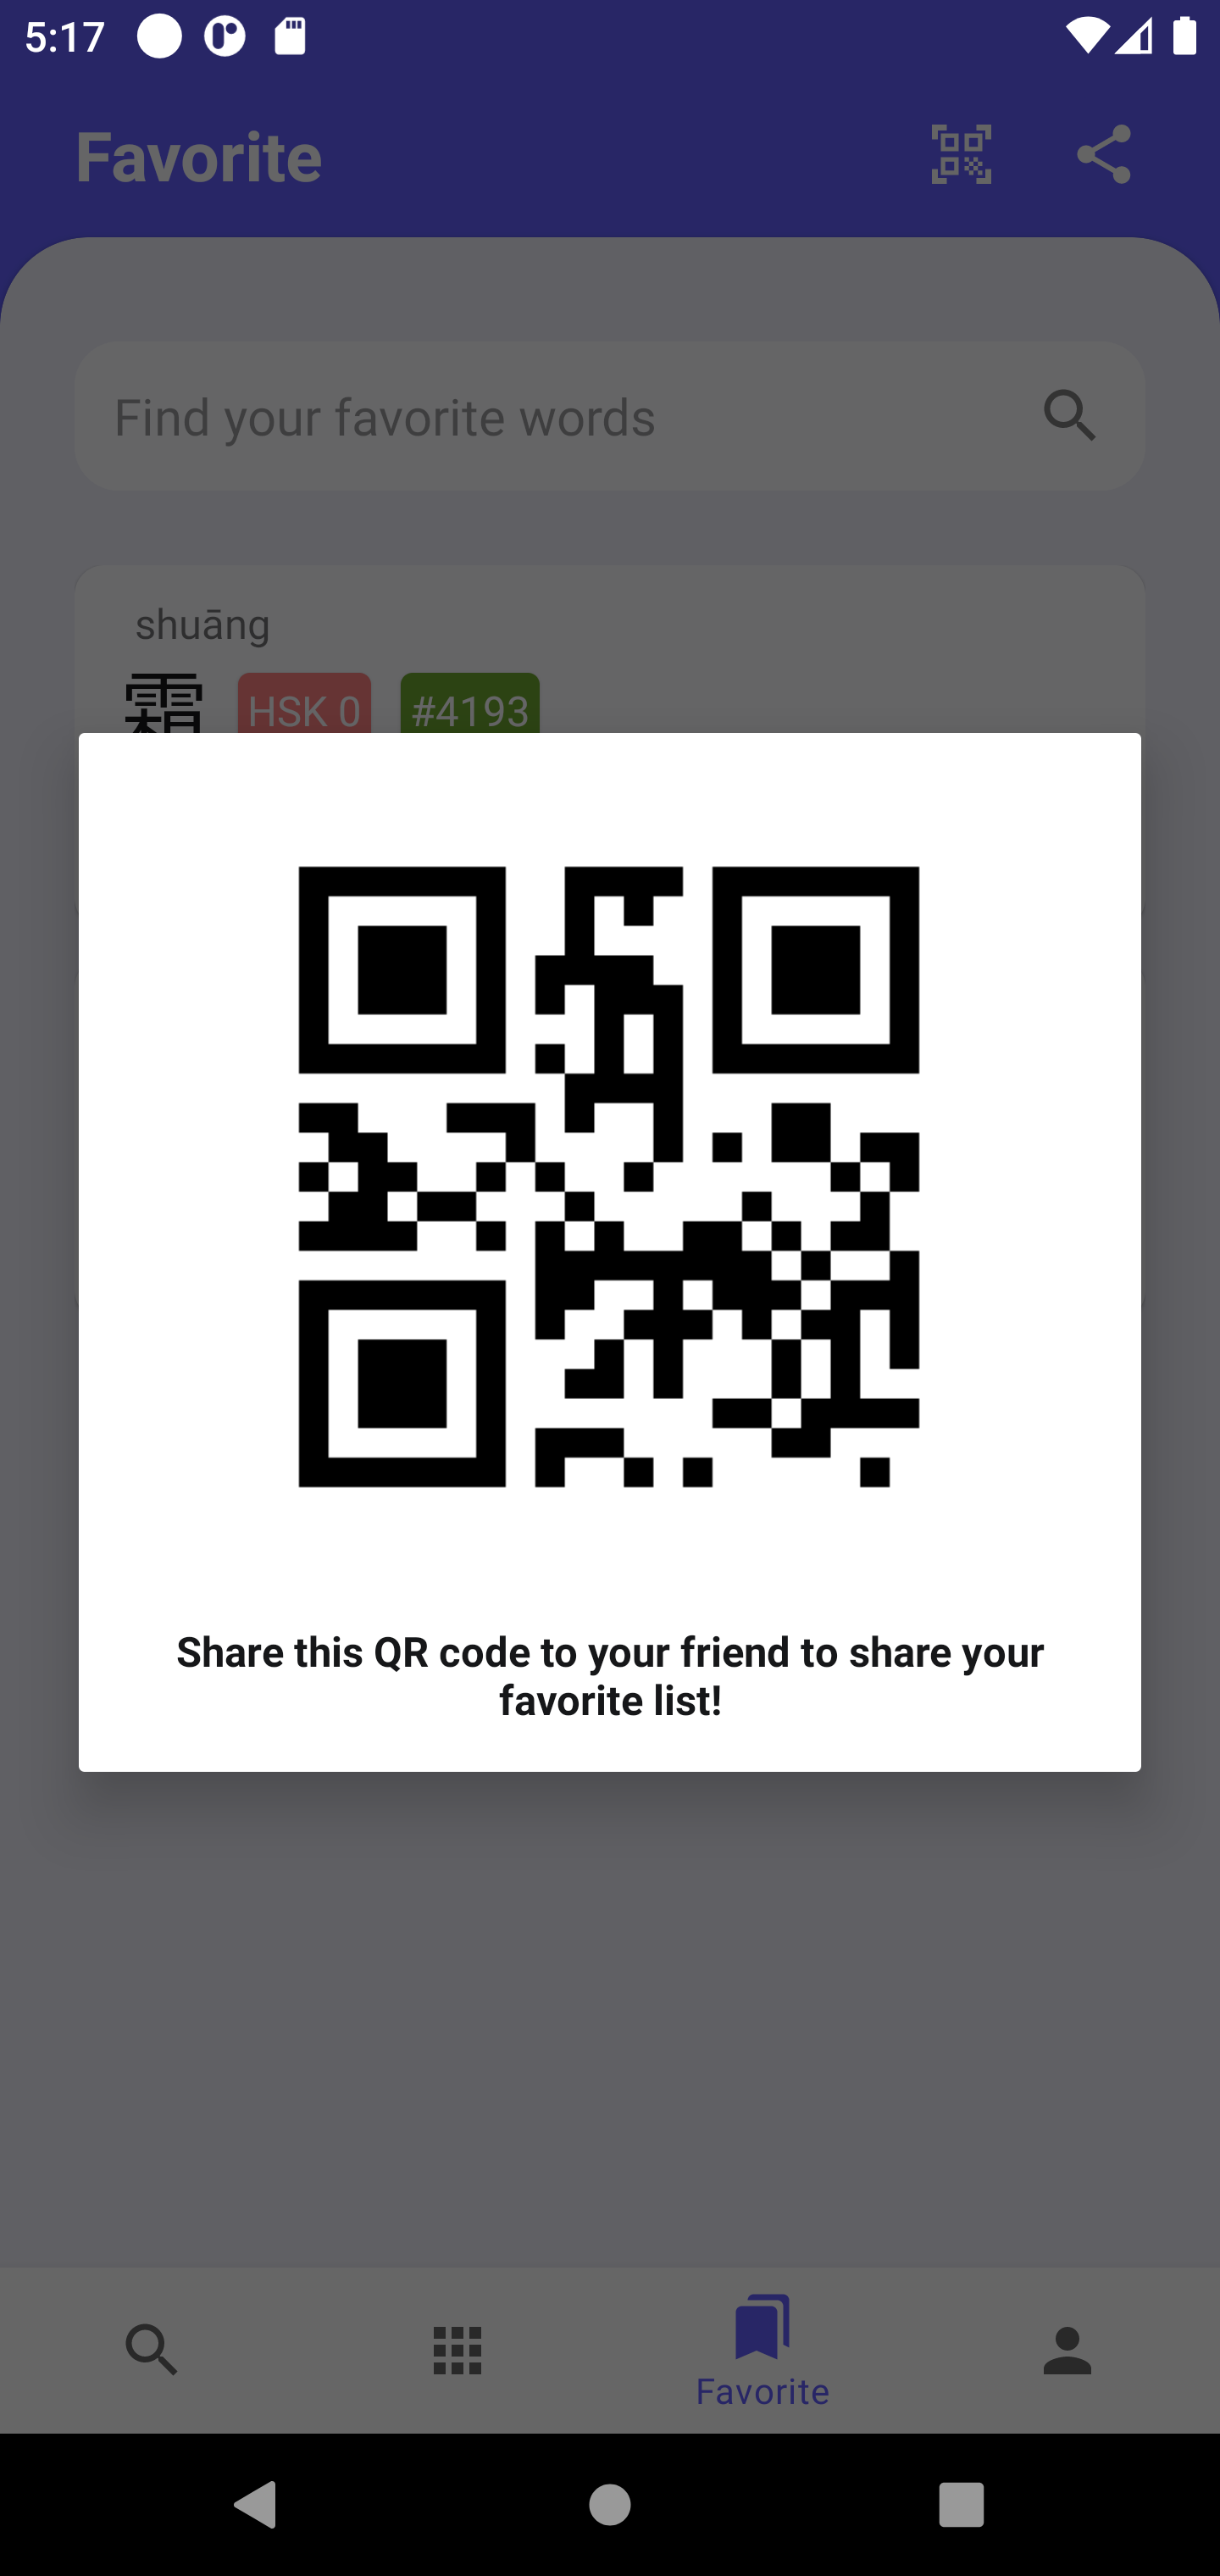 5:17
Favorite
Find your favorite words
shuāng
霜 HSK 0 #4193
Share this QR code to your friend to share your
favorite list!
Favorite